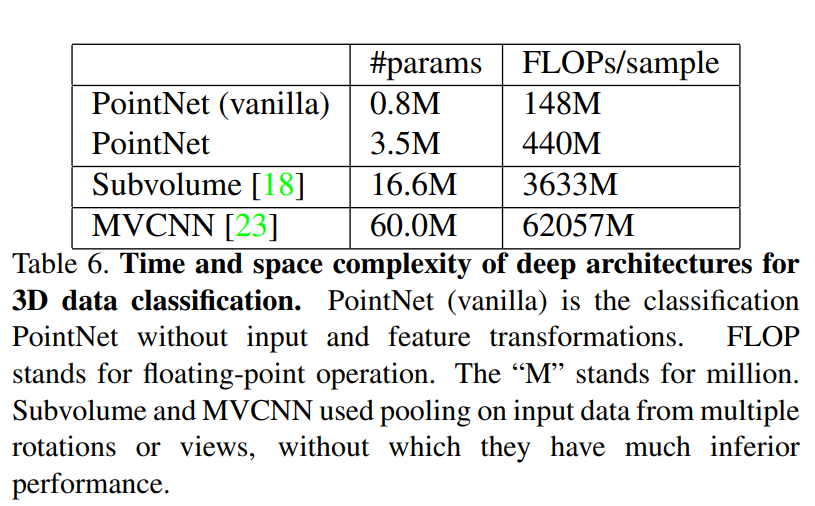 #params FLOPs/sample
PointNet (vanilla) 0.8M 148M
PointNet 3.5M 440M
Subvolume [18] 16.6M 3633M
MVCNN [23] 60.0M 62057M
Table 6. Time and space complexity of deep architectures for
3D data classification. PointNet (vanilla) is the classification
PointNet without input and feature transformations. FLOP
stands for floating-point operation. The “M” stands for million.
Subvolume and MVCNN used pooling on input data from multiple
rotations or views, without which they have much inferior
performance.